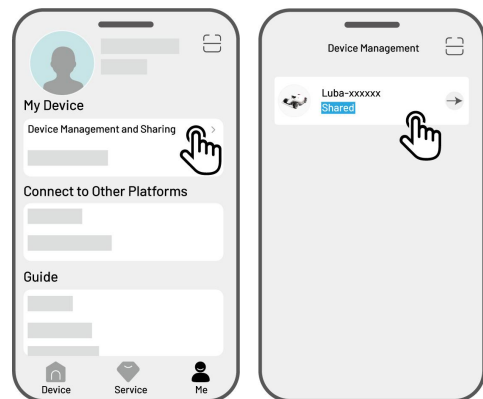 My Device
Device Management and Sharing
Connect to Other Platforms
Guide
Device
Service
Me
Device Management
Luba-xxxxxx
Shared